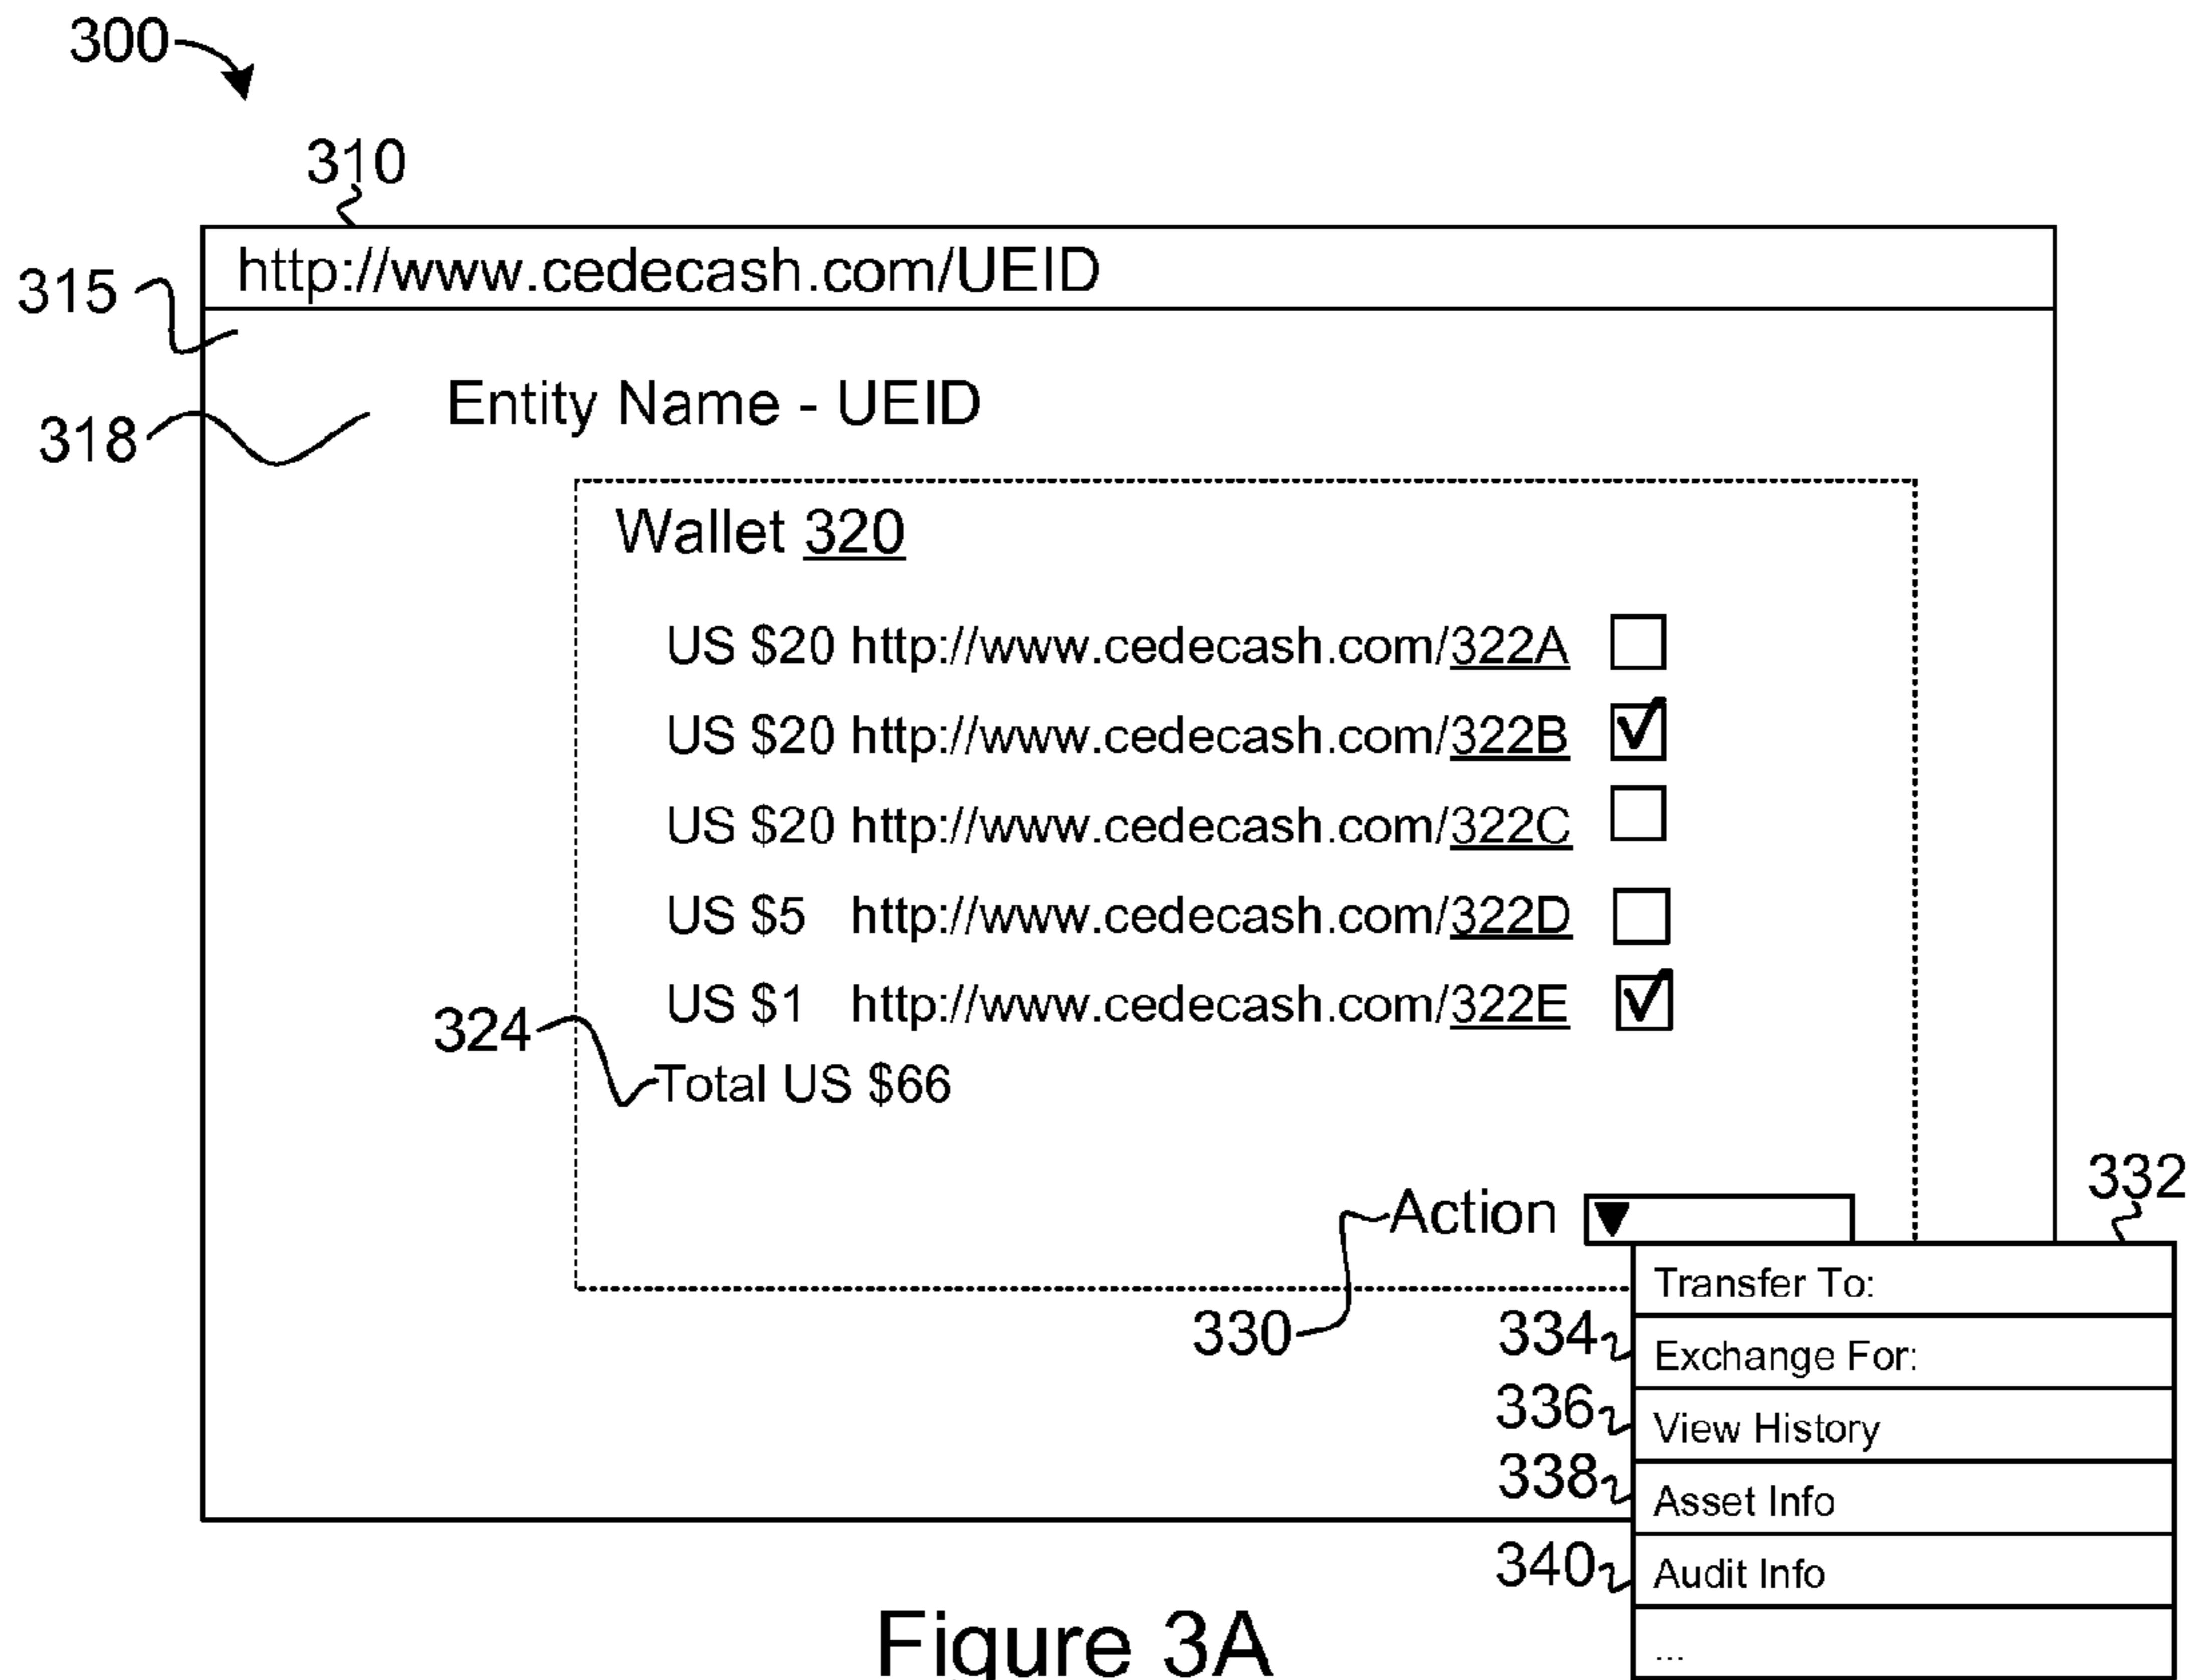 300
310
http://www.cedecash.com/UEID
315
Entity Name - UEID
318
Wallet 320
US $20 http://www.cedecash.com/322A
US $20 http://www.cedecash.com/322B
US $20 http://www.cedecash.com/322C
US $5 http://www.cedecash.com/322D
US $1 http://www.cedecash.com/322E
324
Total US $66
332
Action
330
Transfer To:
334 Exchange For:
336 View History
338 Asset Info
340 Audit Info
...
Figure 3A